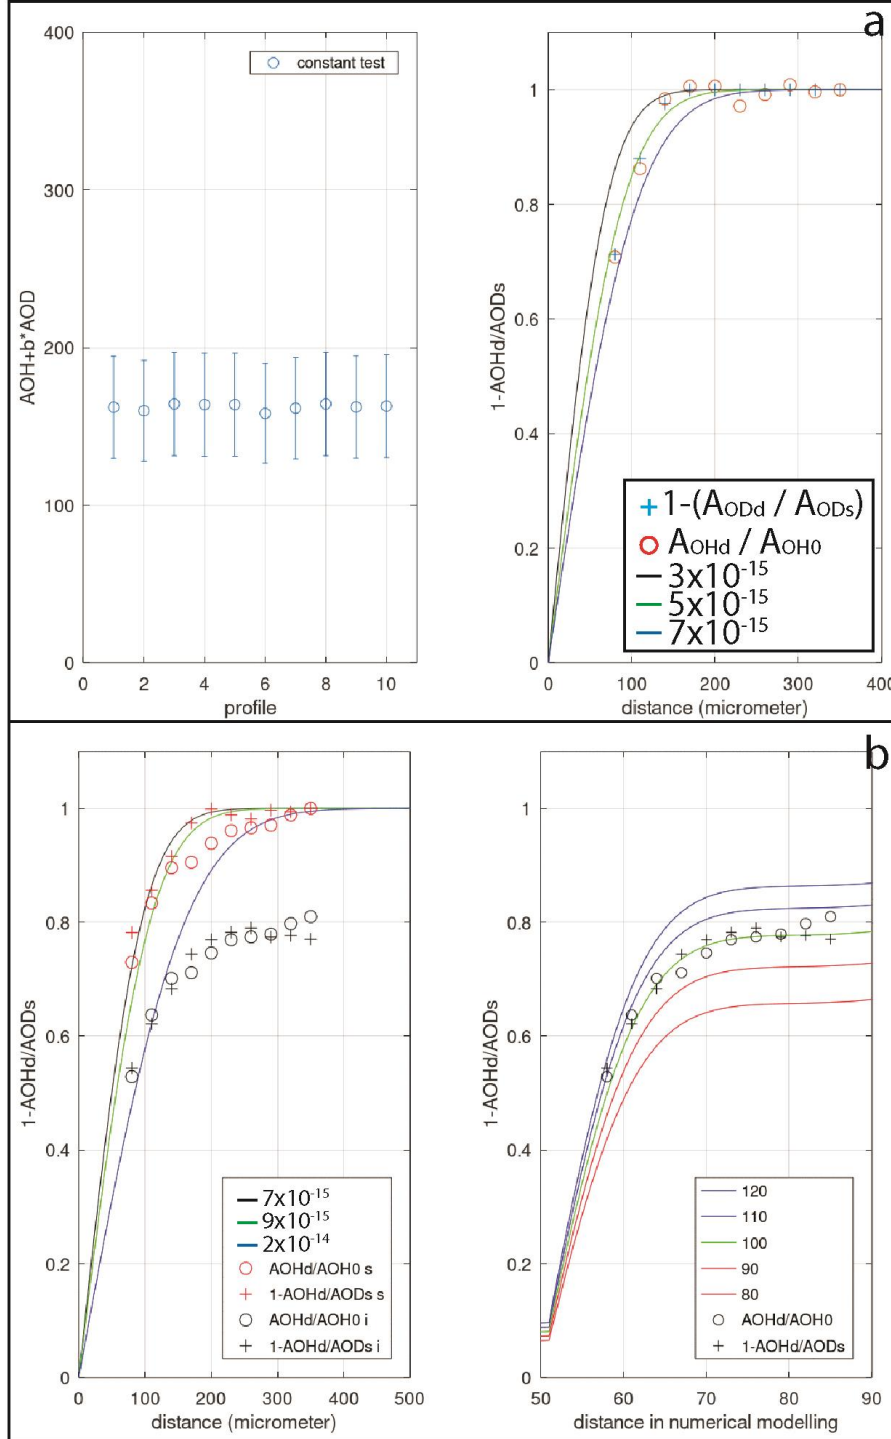 a
400
300
200
100
0
AOH+b*AOD
constant test
0 2 4 6 8 10
profile
1
0.8
0.6
0.4
0.2
0
1-AOHd/AODs
1-(AODd / AODs)
AOHd / AOH0
3x10-15
5x10-15
7x10-15
0 100 200 300 400
distance (micrometer)
b
1
0.8
0.6
0.4
0.2
0
1-AOHd/AODs
7x10-15
9x10-15
2x10-14
AOHd/AOH0 s
1-AOHd/AODs s
AOHd/AOH0 i
1-AOHd/AODs i
0 100 200 300 400 500
distance (micrometer)
1
0.8
0.6
0.4
0.2
0
1-AOHd/AODs
120
110
100
90
80
AOHd/AOH0
1-AOHd/AODs
50 60 70 80 90
distance in numerical modelling